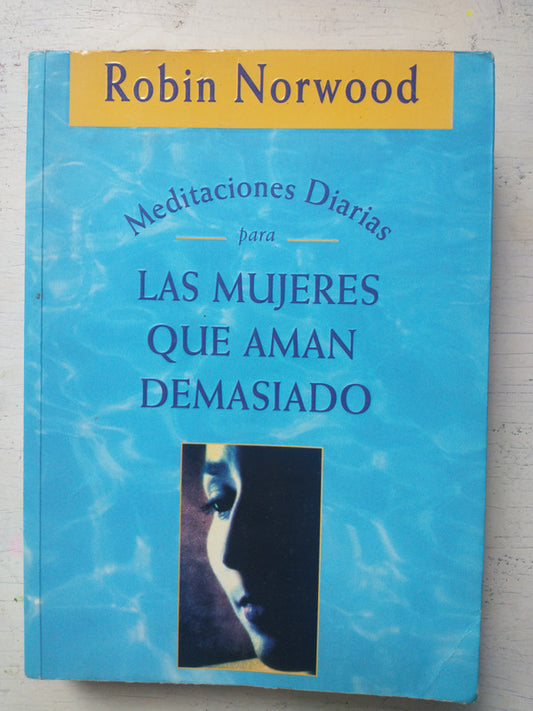 Robin Norwood
Meditaciones Diarias
para
LAS MUJERES
QUE AMAN
DEMASIADO